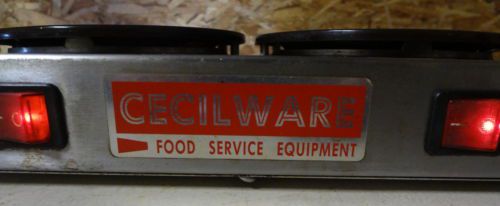 CECILWARE
FOOD SERVICE EQUIPMENT